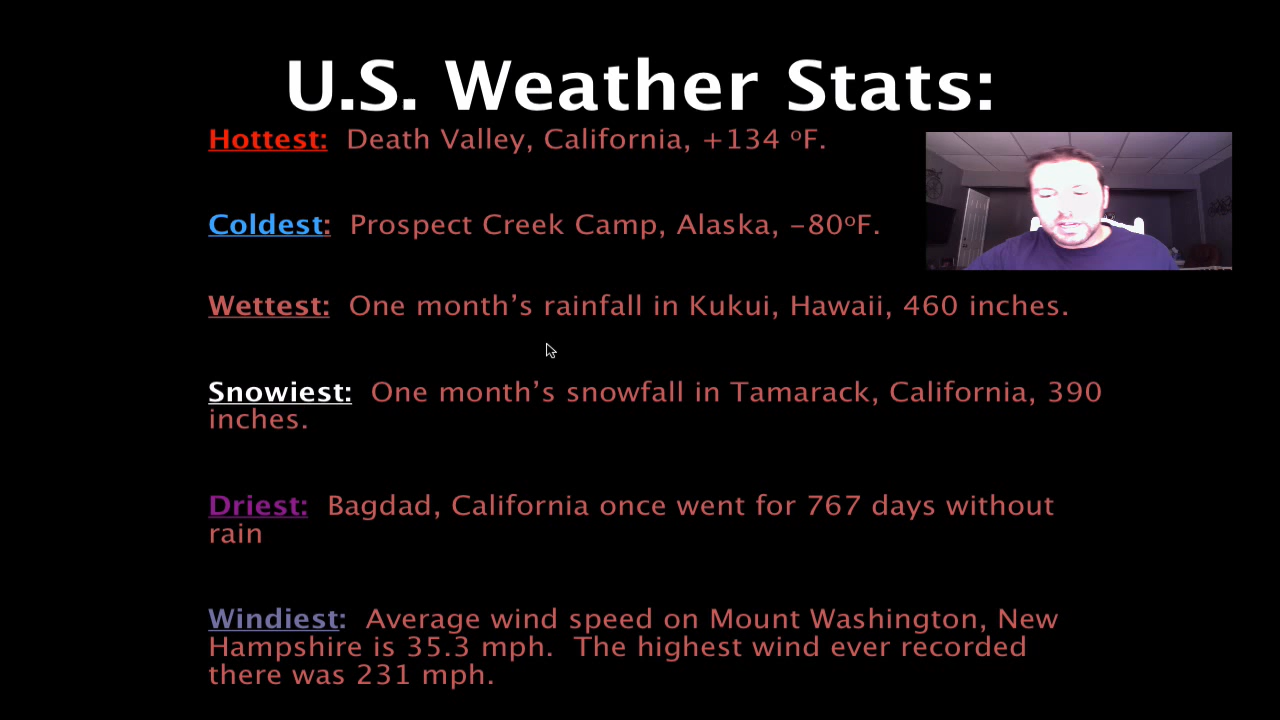 U.S. Weather Stats:
Hottest:  Death Valley, California, +134 ºF.
Coldest:  Prospect Creek Camp, Alaska, −80ºF.
Wettest:  One month’s rainfall in Kukui, Hawaii, 460 inches.
Snowiest:  One month’s snowfall in Tamarack, California, 390
inches.
Driest:  Bagdad, California once went for 767 days without
rain
Windiest:  Average wind speed on Mount Washington, New
Hampshire is 35.3 mph.  The highest wind ever recorded
there was 231 mph.